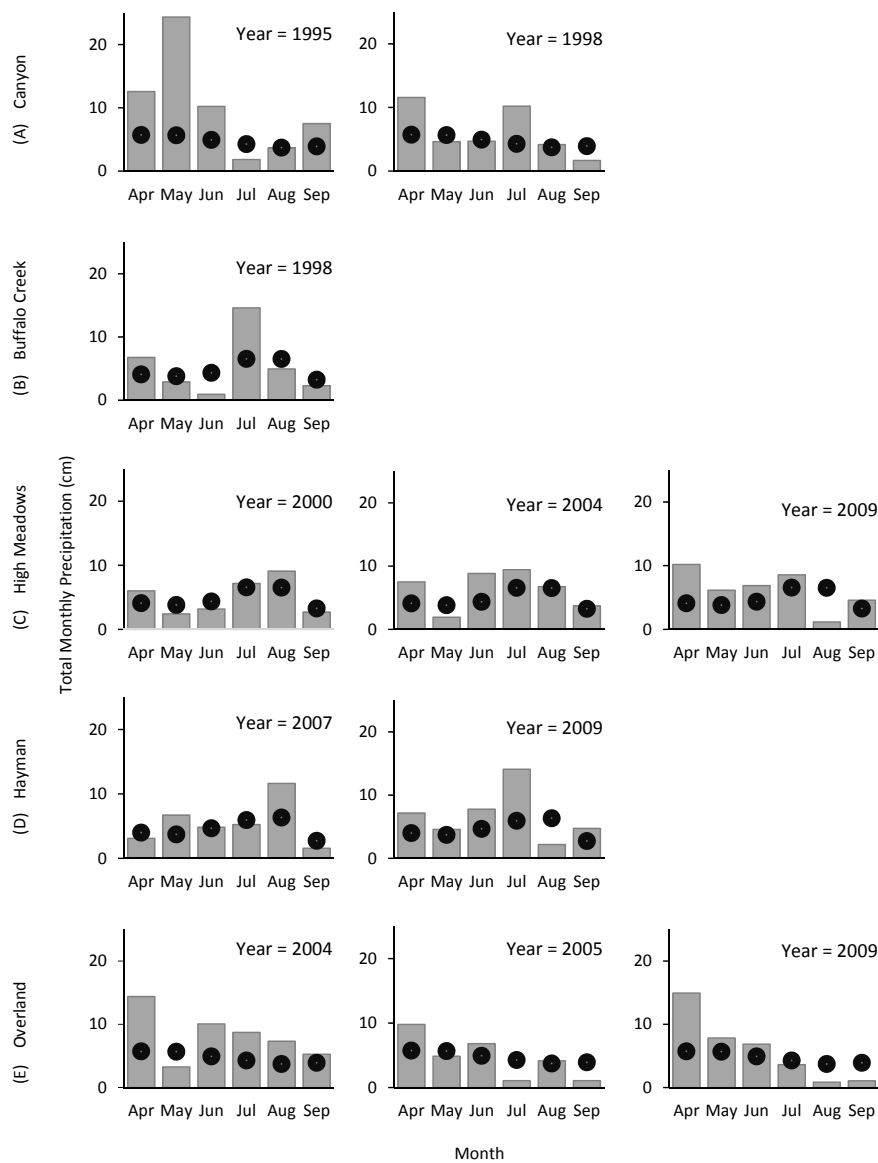 (A) Canyon
Year = 1995
20
10
0
Apr May Jun Jul Aug Sep
Year = 1998
20
10
0
Apr May Jun Jul Aug Sep
(B) Buffalo Creek
Year = 1998
20
10
0
Apr May Jun Jul Aug Sep
Total Monthly Precipitation (cm)
(C) High Meadows
Year = 2000
20
10
0
Apr May Jun Jul Aug Sep
Year = 2004
20
10
0
Apr May Jun Jul Aug Sep
Year = 2009
20
10
0
Apr May Jun Jul Aug Sep
(D) Hayman
Year = 2007
20
10
0
Apr May Jun Jul Aug Sep
Year = 2009
20
10
0
Apr May Jun Jul Aug Sep
(E) Overland
Year = 2004
20
10
0
Apr May Jun Jul Aug Sep
Year = 2005
20
10
0
Apr May Jun Jul Aug Sep
Year = 2009
20
10
0
Apr May Jun Jul Aug Sep
Month